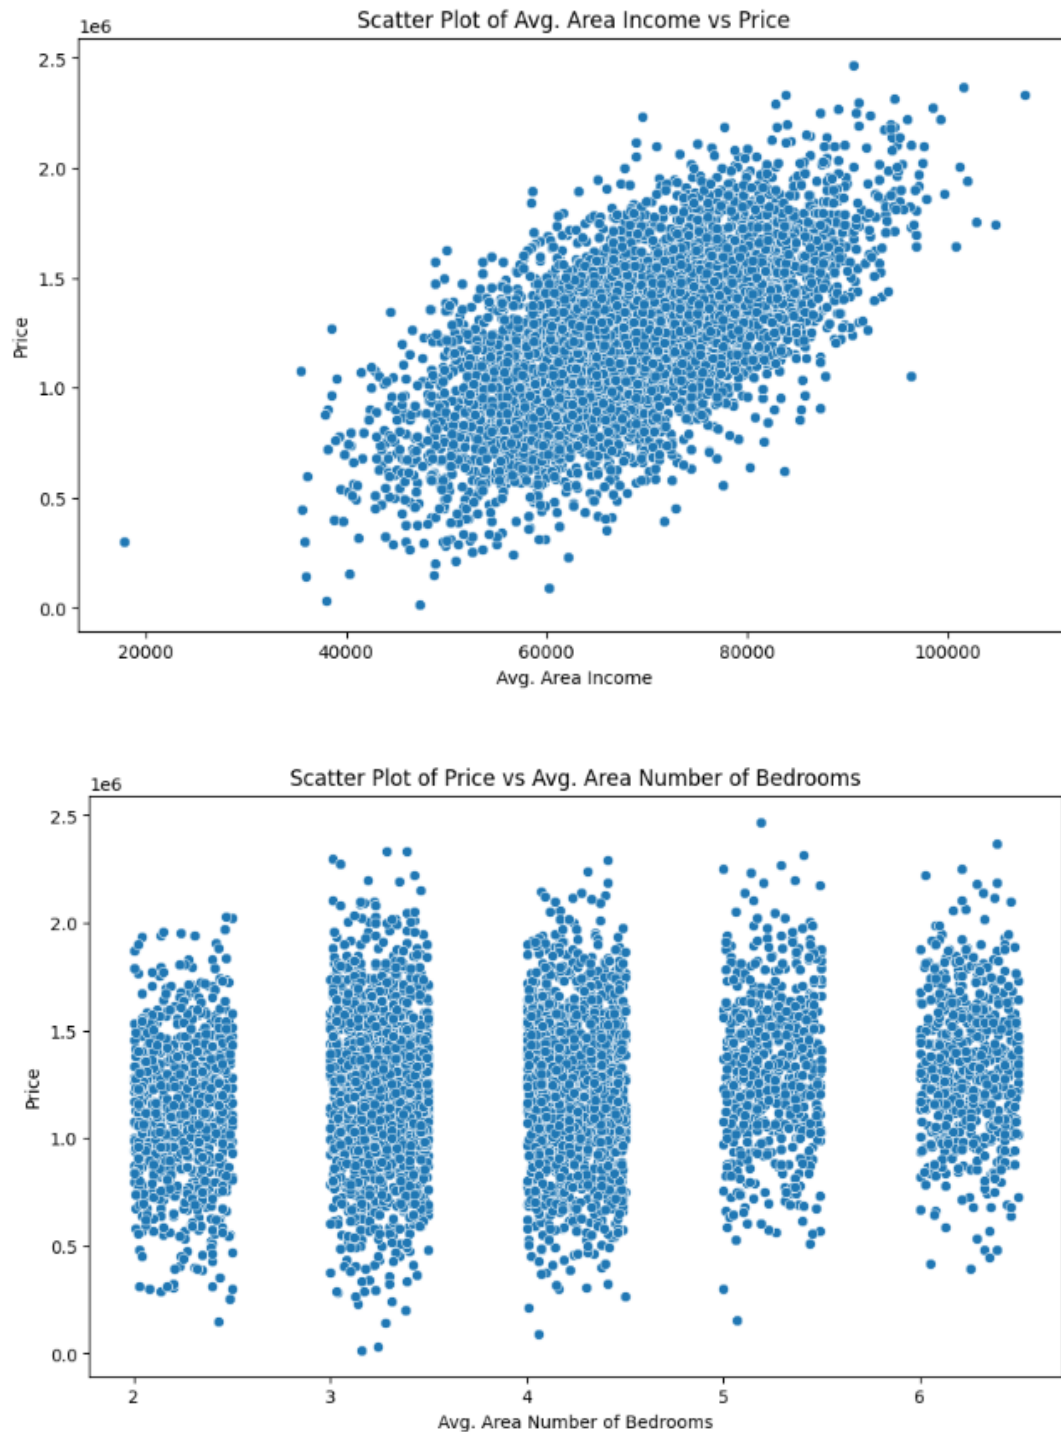 Scatter Plot of Avg. Area Income vs Price
1e6
2.5
2.0
1.5
1.0
0.5
0.0
Price
20000 40000 60000 80000 100000
Avg. Area Income
Scatter Plot of Price vs Avg. Area Number of Bedrooms
1e6
2.5
2.0
1.5
1.0
0.5
0.0
Price
2 3 4 5 6
Avg. Area Number of Bedrooms